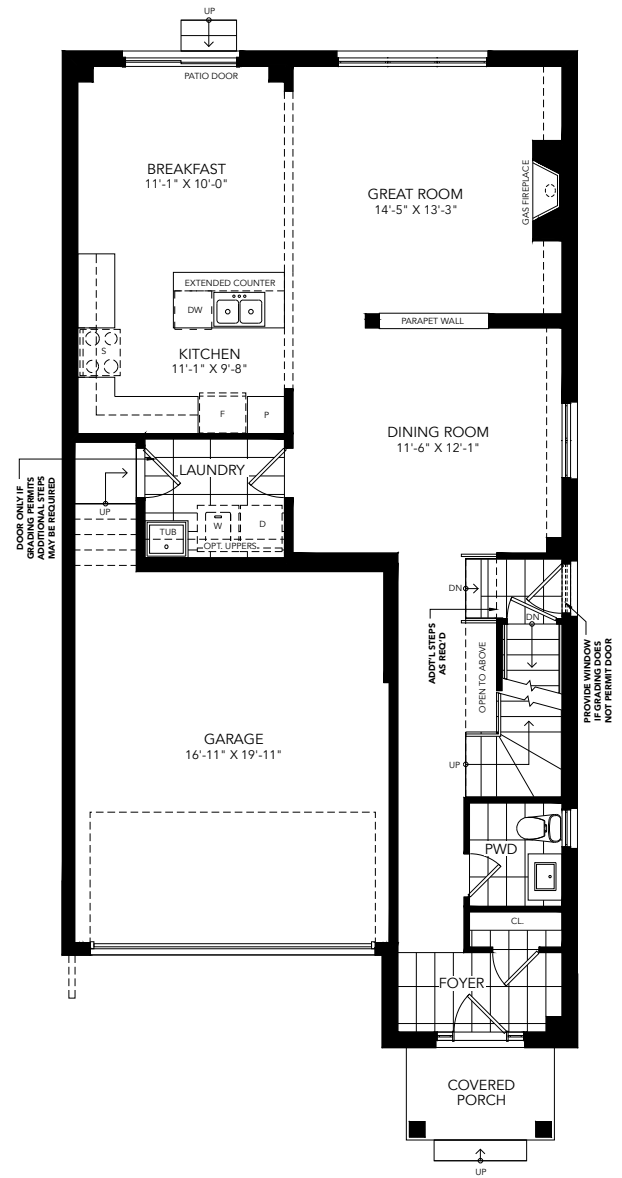 UP
PATIO DOOR
BREAKFAST
11'-1" X 10'-0"
GREAT ROOM
14'-5" X 13'-3"
GAS FIREPLACE
EXTENDED COUNTER
DW
PARAPET WALL
S
KITCHEN
11'-1" X 9'-8"
F
P
DINING ROOM
11'-6" X 12'-1"
LAUNDRY
DOOR ONLY IF
GRADING PERMITS
ADDITIONAL STEPS
MAY BE REQUIRED
UP
TUB
W
D
OPT. UPPERS
DN
DN
ADDT'L STEPS
AS REQ'D
OPEN TO ABOVE
PROVIDE WINDOW
IF GRADING DOES
NOT PERMIT DOOR
GARAGE
16'-11" X 19'-11"
UP
PWD
CL.
FOYER
COVERED
PORCH
UP